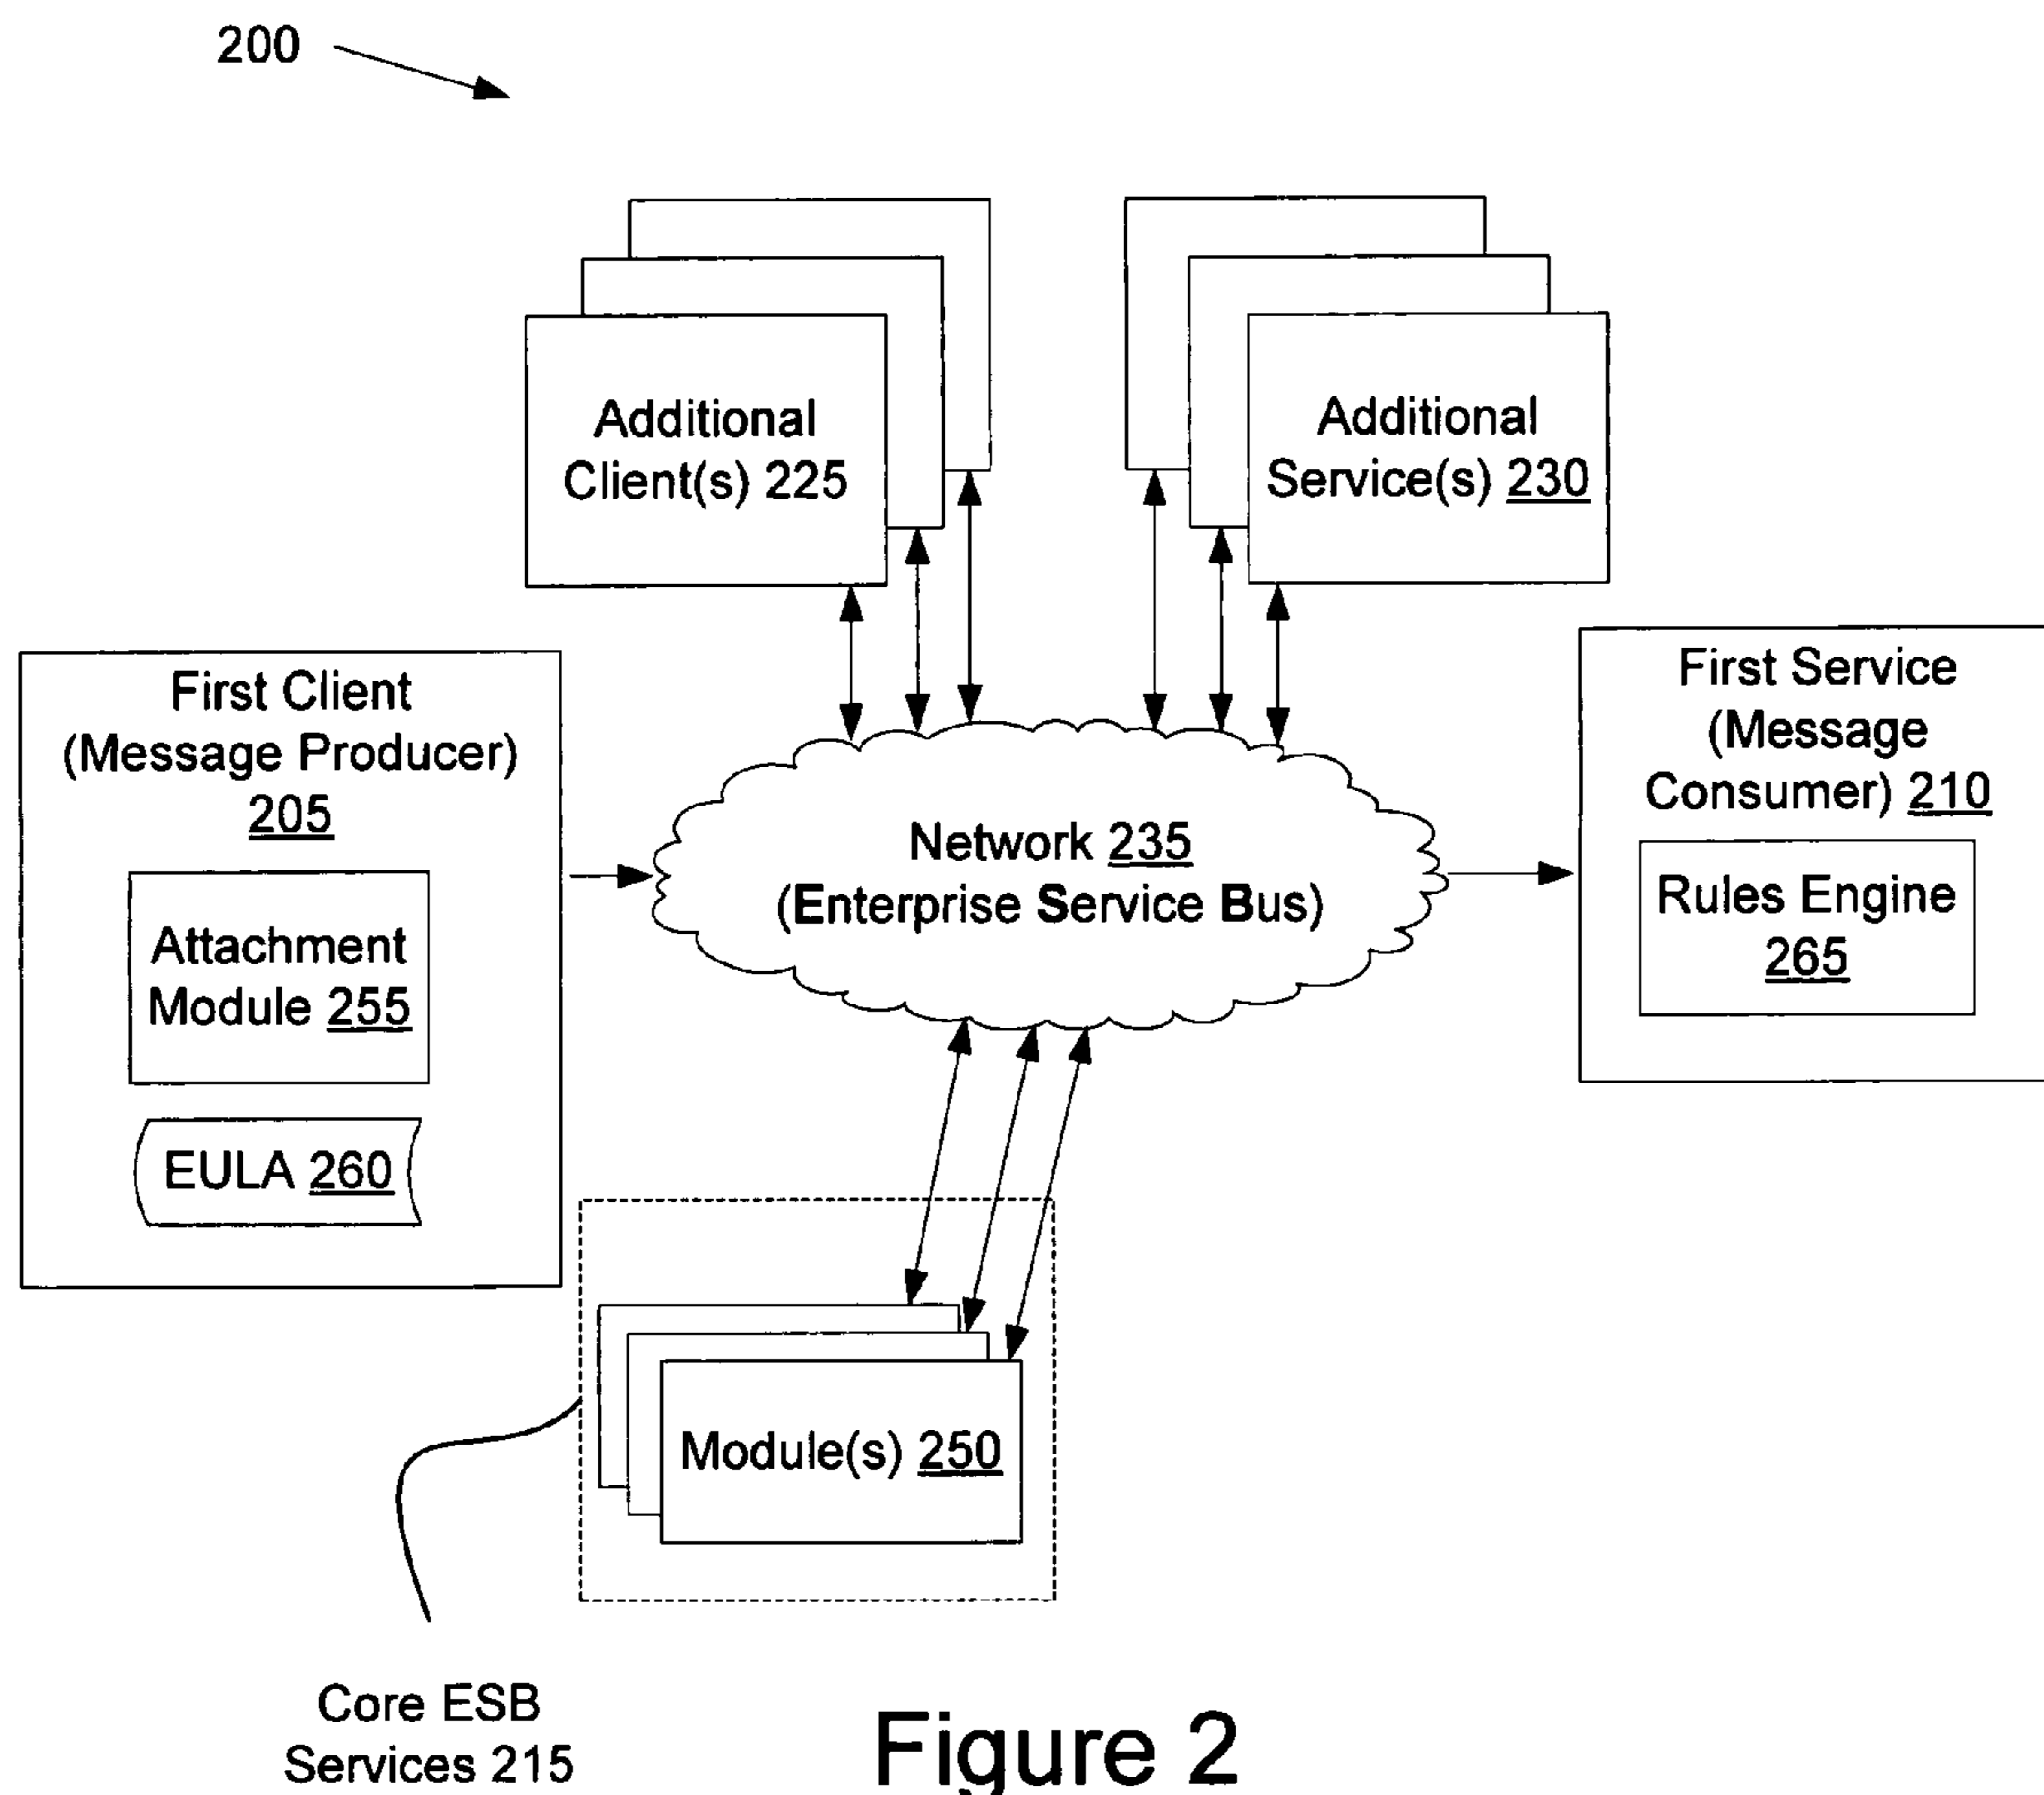 200
Additional
Client(s) 225
Additional
Service(s) 230
First Client
(Message Producer)
205
Attachment
Module 255
EULA 260
Network 235
(Enterprise Service Bus)
First Service
(Message
Consumer) 210
Rules Engine
265
Module(s) 250
Core ESB
Services 215
Figure 2